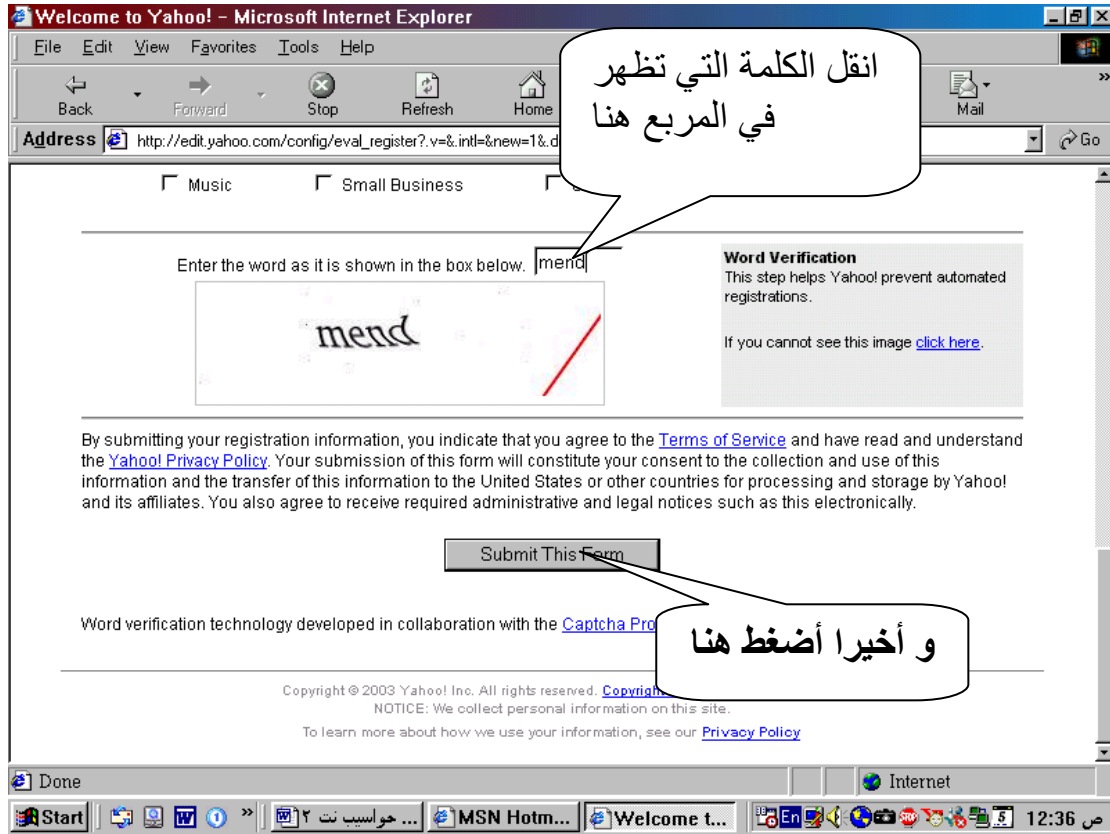 Welcome to Yahoo! - Microsoft Internet Explorer
File Edit View Favorites Tools Help
Back Forward Stop Refresh Home Mail »
Address http://edit.yahoo.com/config/eval_register?.v=&.intl=&new=1&.d Go
انقل الكلمة التي تظهر
في المربع هنا
Music Small Business
Enter the word as it is shown in the box below. mend
mend
Word Verification
This step helps Yahoo! prevent automated
registrations.
If you cannot see this image click here.
By submitting your registration information, you indicate that you agree to the Terms of Service and have read and understand
the Yahoo! Privacy Policy. Your submission of this form will constitute your consent to the collection and use of this
information and the transfer of this information to the United States or other countries for processing and storage by Yahoo!
and its affiliates. You also agree to receive required administrative and legal notices such as this electronically.
Submit This Form
Word verification technology developed in collaboration with the Captcha Pro
و أخيرا أضغط هنا
Copyright © 2003 Yahoo! Inc. All rights reserved. Copyright
NOTICE: We collect personal information on this site.
To learn more about how we use your information, see our Privacy Policy
Done Internet
Start » حواسيب نت ٢ ... MSN Hotm... Welcome t... En 5 12:36 ص